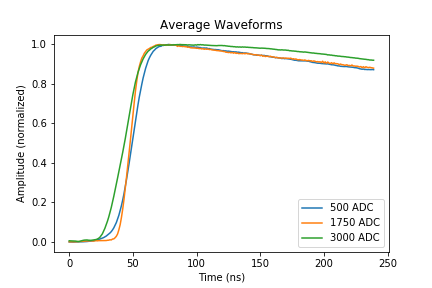 Average Waveforms
Amplitude (normalized)
1.0
0.8
0.6
0.4
0.2
0.0
0
50
100
150
200
250
Time (ns)
500 ADC
1750 ADC
3000 ADC